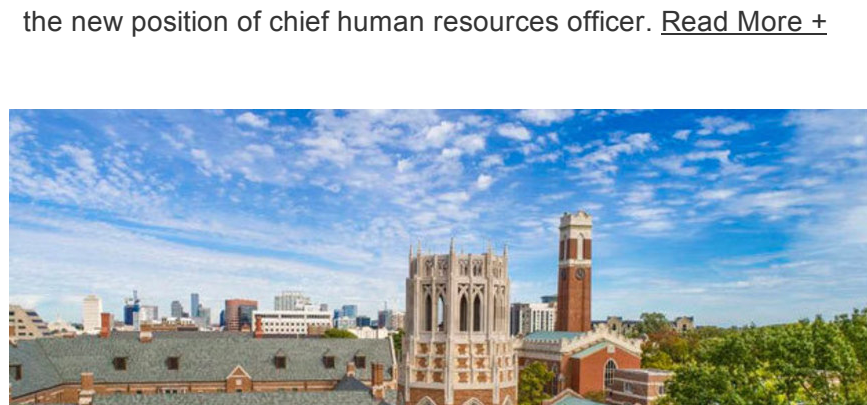 the new position of chief human resources officer. Read More +